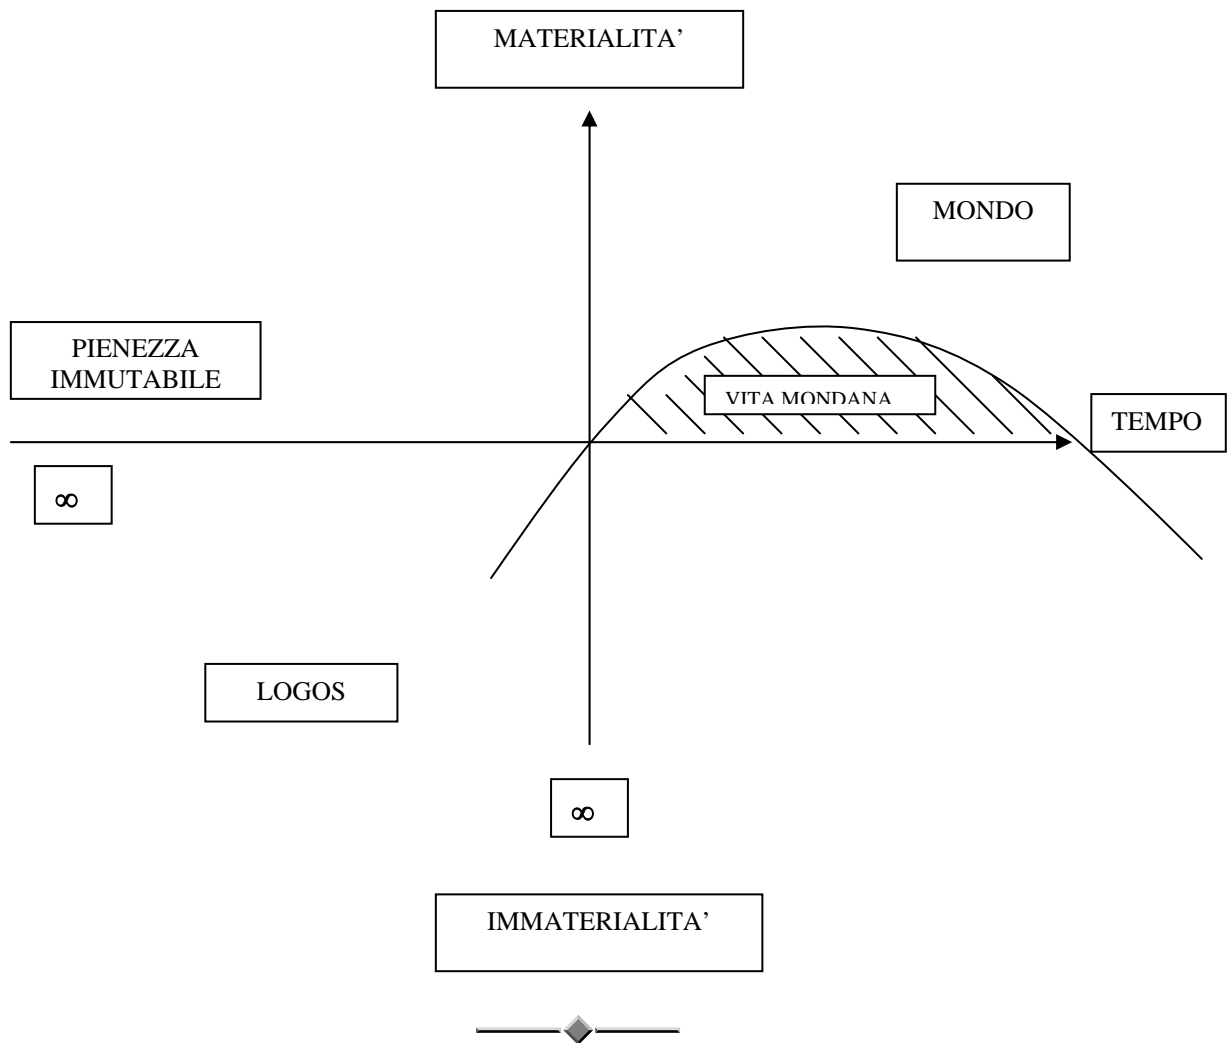 MATERIALITA’
MONDO
PIENEZZA
IMMUTABILE
VITA MONDANA
TEMPO
∞
LOGOS
∞
IMMATERIALITA’